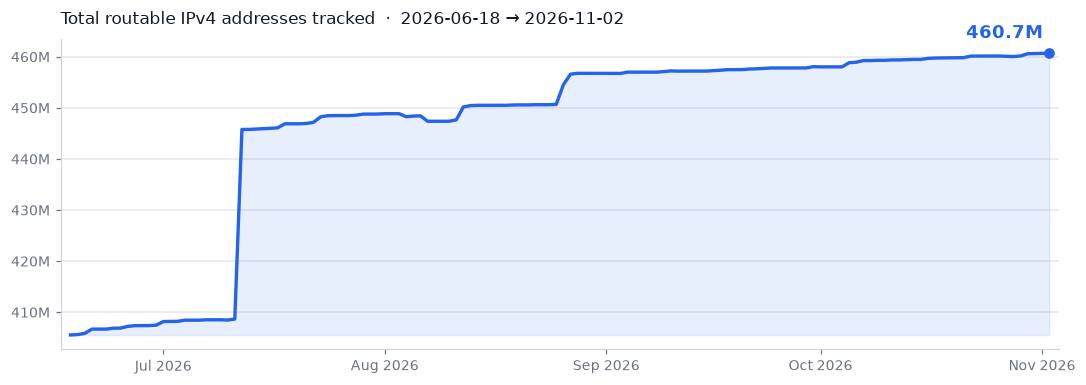 Total routable IPv4 addresses tracked · 2026-06-18 → 2026-11-02
460.7M
460M
450M
440M
430M
420M
410M
Jul 2026 Aug 2026 Sep 2026 Oct 2026 Nov 2026